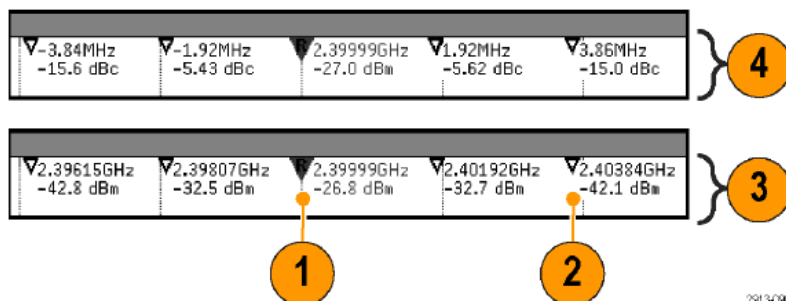 -3.84MHz -1.92MHz R 2.39999GHz 1.92MHz 3.86MHz
-15.6 dBc -5.43 dBc -27.0 dBm -5.62 dBc -15.0 dBc
4
2.39615GHz 2.39807GHz R 2.39999GHz 2.40192GHz 2.40384GHz
-42.8 dBm -32.5 dBm -26.8 dBm -32.7 dBm -42.1 dBm
3
1 2